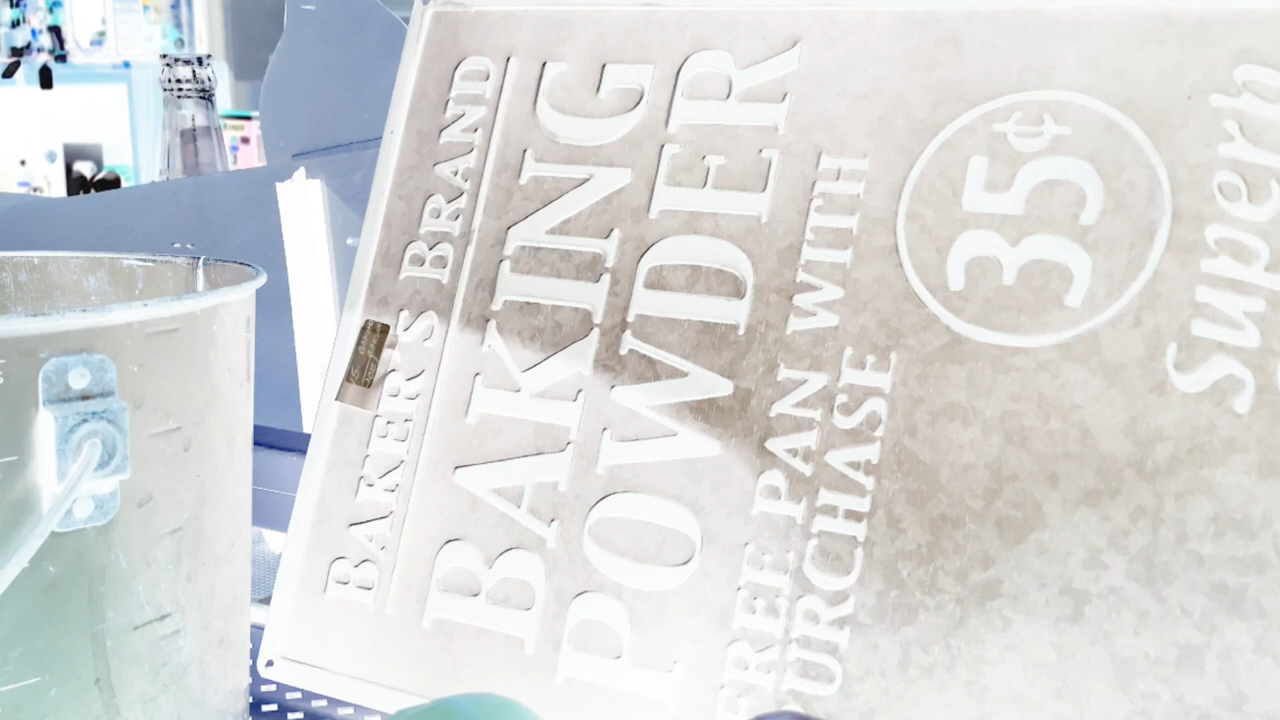 BAKER'S BRAND
BAKING
POWDER
FREE PAN WITH
PURCHASE
35¢
Superb